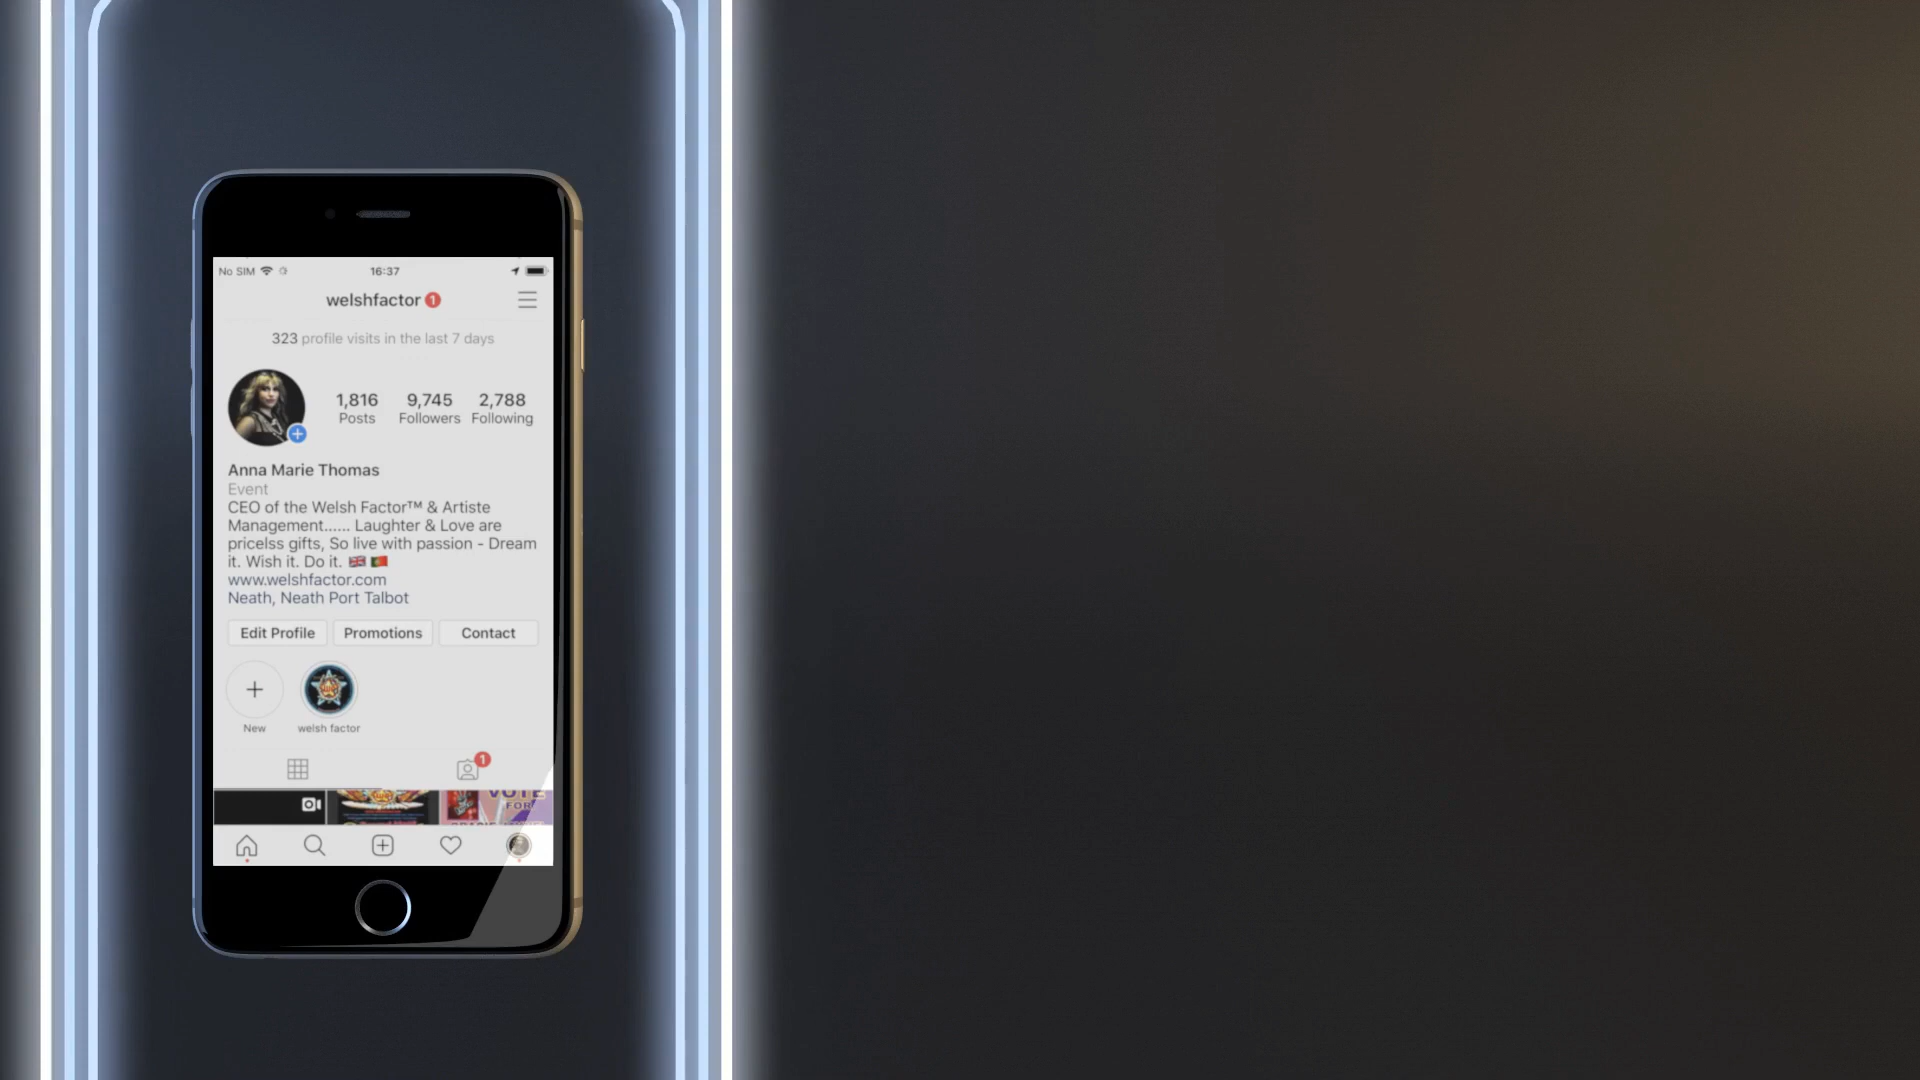 No SIM 16:37
welshfactor 1
323 profile visits in the last 7 days
1,816 9,745 2,788
Posts Followers Following
Anna Marie Thomas
Event
CEO of the Welsh Factor™ & Artiste
Management...... Laughter & Love are
pricelss gifts, So live with passion - Dream
it. Wish it. Do it. 🇬🇧 🇵🇹
www.welshfactor.com
Neath, Neath Port Talbot
Edit Profile Promotions Contact
New welsh factor
1
VOTE
FOR